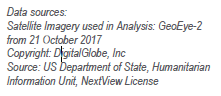 Data sources:
Satellite Imagery used in Analysis: GeoEye-2
from 21 October 2017
Copyright: DigitalGlobe, Inc
Source: US Department of State, Humanitarian
Information Unit, NextView License